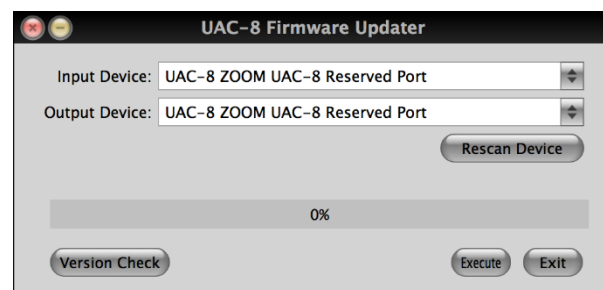 UAC-8 Firmware Updater
Input Device: UAC-8 ZOOM UAC-8 Reserved Port
Output Device: UAC-8 ZOOM UAC-8 Reserved Port
Rescan Device
0%
Version Check Execute Exit